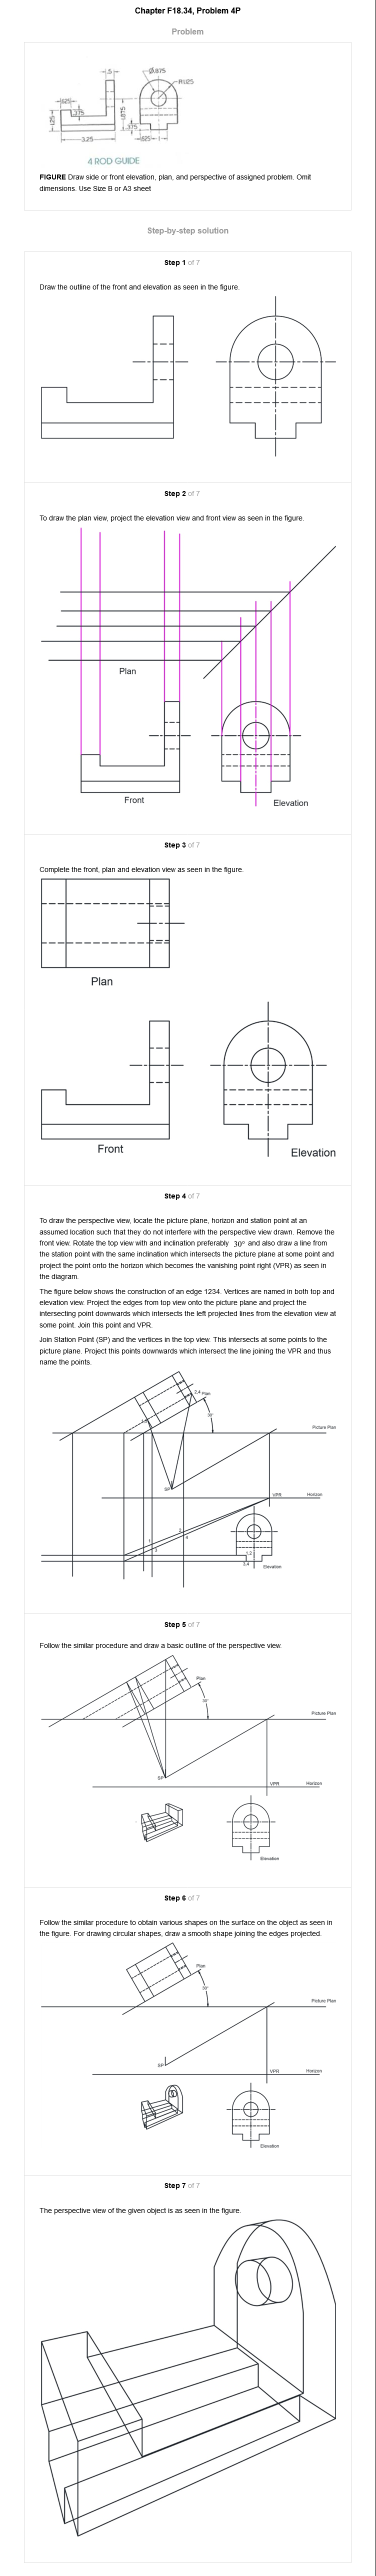 Chapter F18.34, Problem 4P
Problem
.5
Ø.875
R1.125
.625
.375
1.25
1.875
.375
3.25
.625
1
4 ROD GUIDE
FIGURE Draw side or front elevation, plan, and perspective of assigned problem. Omit
dimensions. Use Size B or A3 sheet
Step-by-step solution
Step 1 of 7
Draw the outline of the front and elevation as seen in the figure.
Step 2 of 7
To draw the plan view, project the elevation view and front view as seen in the figure.
Plan
Front
Elevation
Step 3 of 7
Complete the front, plan and elevation view as seen in the figure.
Plan
Front
Elevation
Step 4 of 7
To draw the perspective view, locate the picture plane, horizon and station point at an
assumed location such that they do not interfere with the perspective view drawn. Remove the
front view. Rotate the top view with and inclination preferably 30° and also draw a line from
the station point with the same inclination which intersects the picture plane at some point and
project the point onto the horizon which becomes the vanishing point right (VPR) as seen in
the diagram.
The figure below shows the construction of an edge 1234. Vertices are named in both top and
elevation view. Project the edges from top view onto the picture plane and project the
intersecting point downwards which intersects the left projected lines from the elevation view at
some point. Join this point and VPR.
Join Station Point (SP) and the vertices in the top view. This intersects at some points to the
picture plane. Project this points downwards which intersect the line joining the VPR and thus
name the points.
2,4
Plan
30°
Picture Plan
SP
VPR
Horizon
1
2
3
4
1,2
3,4
Elevation
Step 5 of 7
Follow the similar procedure and draw a basic outline of the perspective view.
Plan
30°
Picture Plan
SP
VPR
Horizon
Elevation
Step 6 of 7
Follow the similar procedure to obtain various shapes on the surface on the object as seen in
the figure. For drawing circular shapes, draw a smooth shape joining the edges projected.
Plan
30°
Picture Plan
SP
VPR
Horizon
Elevation
Step 7 of 7
The perspective view of the given object is as seen in the figure.